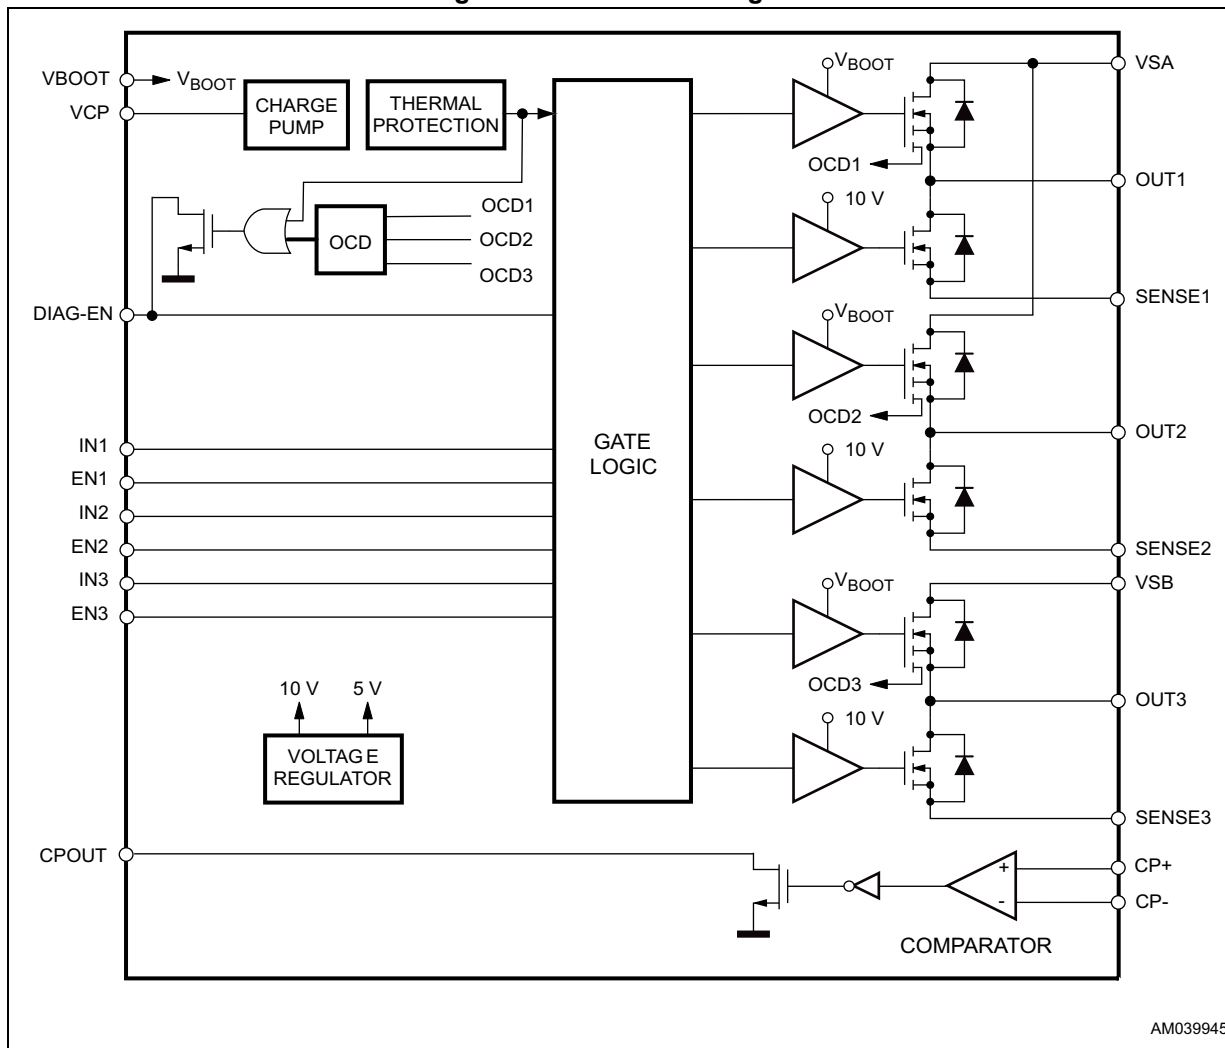 VBOOT
VBOOT
VCP
CHARGE
PUMP
THERMAL
PROTECTION
OCD
OCD1
OCD2
OCD3
DIAG-EN
IN1
EN1
IN2
EN2
IN3
EN3
10 V
5 V
VOLTAGE
REGULATOR
CPOUT
GATE
LOGIC
VBOOT
VSA
OCD1
OUT1
10 V
SENSE1
VBOOT
OCD2
OUT2
10 V
SENSE2
VSB
VBOOT
OCD3
OUT3
10 V
SENSE3
+
CP+
-
CP-
COMPARATOR
AM039945